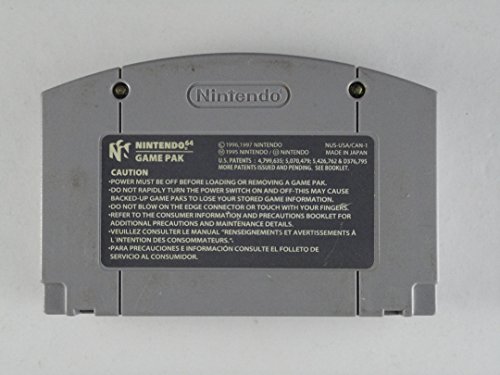 Nintendo
NINTENDO 64
GAME PAK
© 1996,1997 NINTENDO
Ⓜ 1995 NINTENDO / @ NINTENDO
NUS-USA/CAN-1
MADE IN JAPAN
U.S. PATENTS : 4,799,635; 5,070,479; 5,426,762 & D376,795
MORE PATENTS ISSUED AND PENDING. SEE BOOKLET.
CAUTION
•POWER MUST BE OFF BEFORE LOADING OR REMOVING A GAME PAK.
•DO NOT RAPIDLY TURN THE POWER SWITCH ON AND OFF-THIS MAY CAUSE
BACKED-UP GAME PAKS TO LOSE YOUR STORED GAME INFORMATION.
•DO NOT BLOW ON THE EDGE CONNECTOR OR TOUCH WITH YOUR FINGERS.
•REFER TO THE CONSUMER INFORMATION AND PRECAUTIONS BOOKLET FOR
ADDITIONAL PRECAUTIONS AND MAINTENANCE DETAILS.
•VEUILLEZ CONSULTER LE MANUEL "RENSEIGNEMENTS ET AVERTISSEMENTS À
L'INTENTION DES CONSOMMATEURS."
•PARA PRECAUCIONES E INFORMACIÓN CONSULTE EL FOLLETO DE
SERVICIO AL CONSUMIDOR.